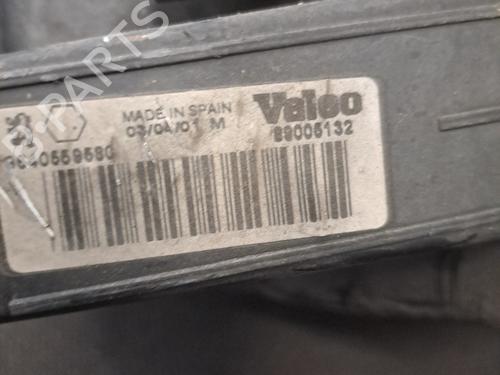 MADE IN SPAIN
03/04/01 M
Valeo
89005132
9640559580
B-PARTS